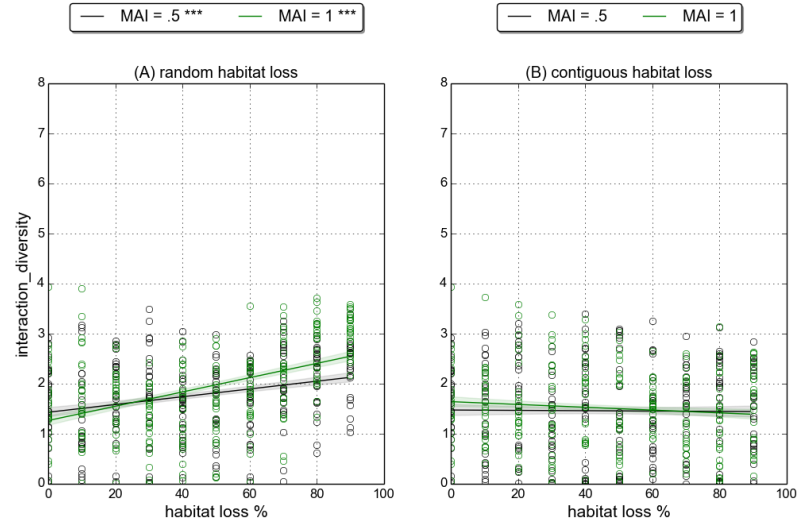 MAI = .5 *** MAI = 1 ***
MAI = .5 MAI = 1
(A) random habitat loss
(B) contiguous habitat loss
interaction_diversity
8
7
6
5
4
3
2
1
0
0 20 40 60 80 100
habitat loss %
8
7
6
5
4
3
2
1
0
0 20 40 60 80 100
habitat loss %